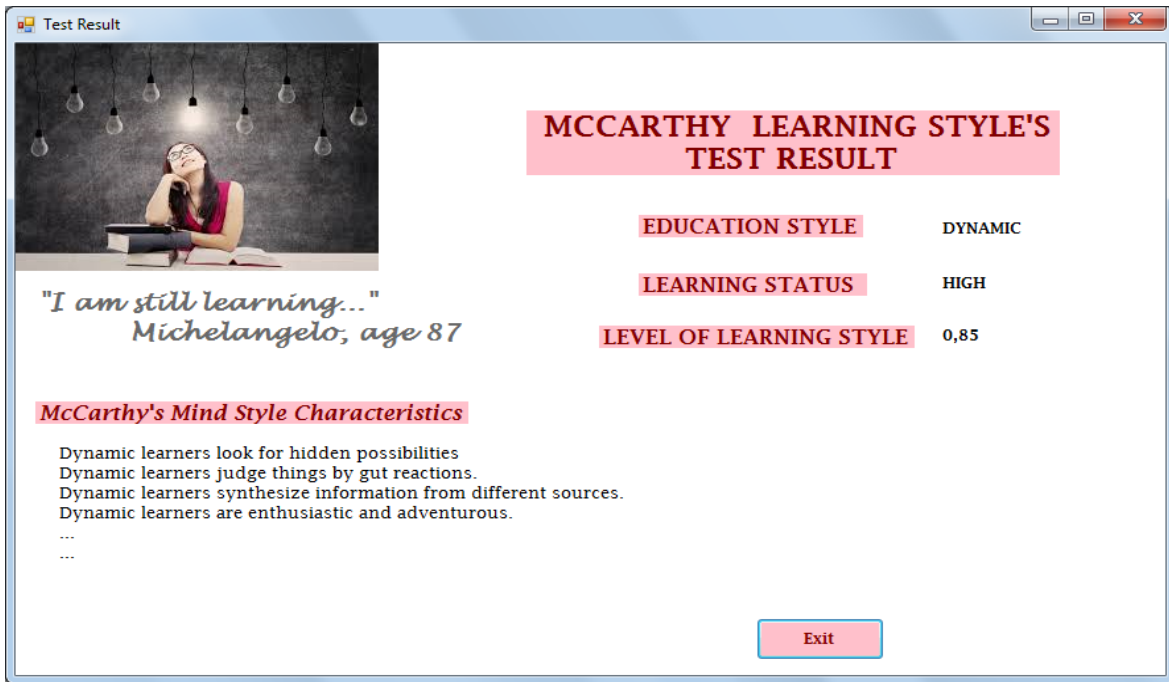 Test Result
MCCARTHY LEARNING STYLE'S
TEST RESULT
EDUCATION STYLE DYNAMIC
LEARNING STATUS HIGH
LEVEL OF LEARNING STYLE 0,85
"I am still learning..."
Michelangelo, age 87
McCarthy's Mind Style Characteristics
Dynamic learners look for hidden possibilities
Dynamic learners judge things by gut reactions.
Dynamic learners synthesize information from different sources.
Dynamic learners are enthusiastic and adventurous.
...
...
Exit